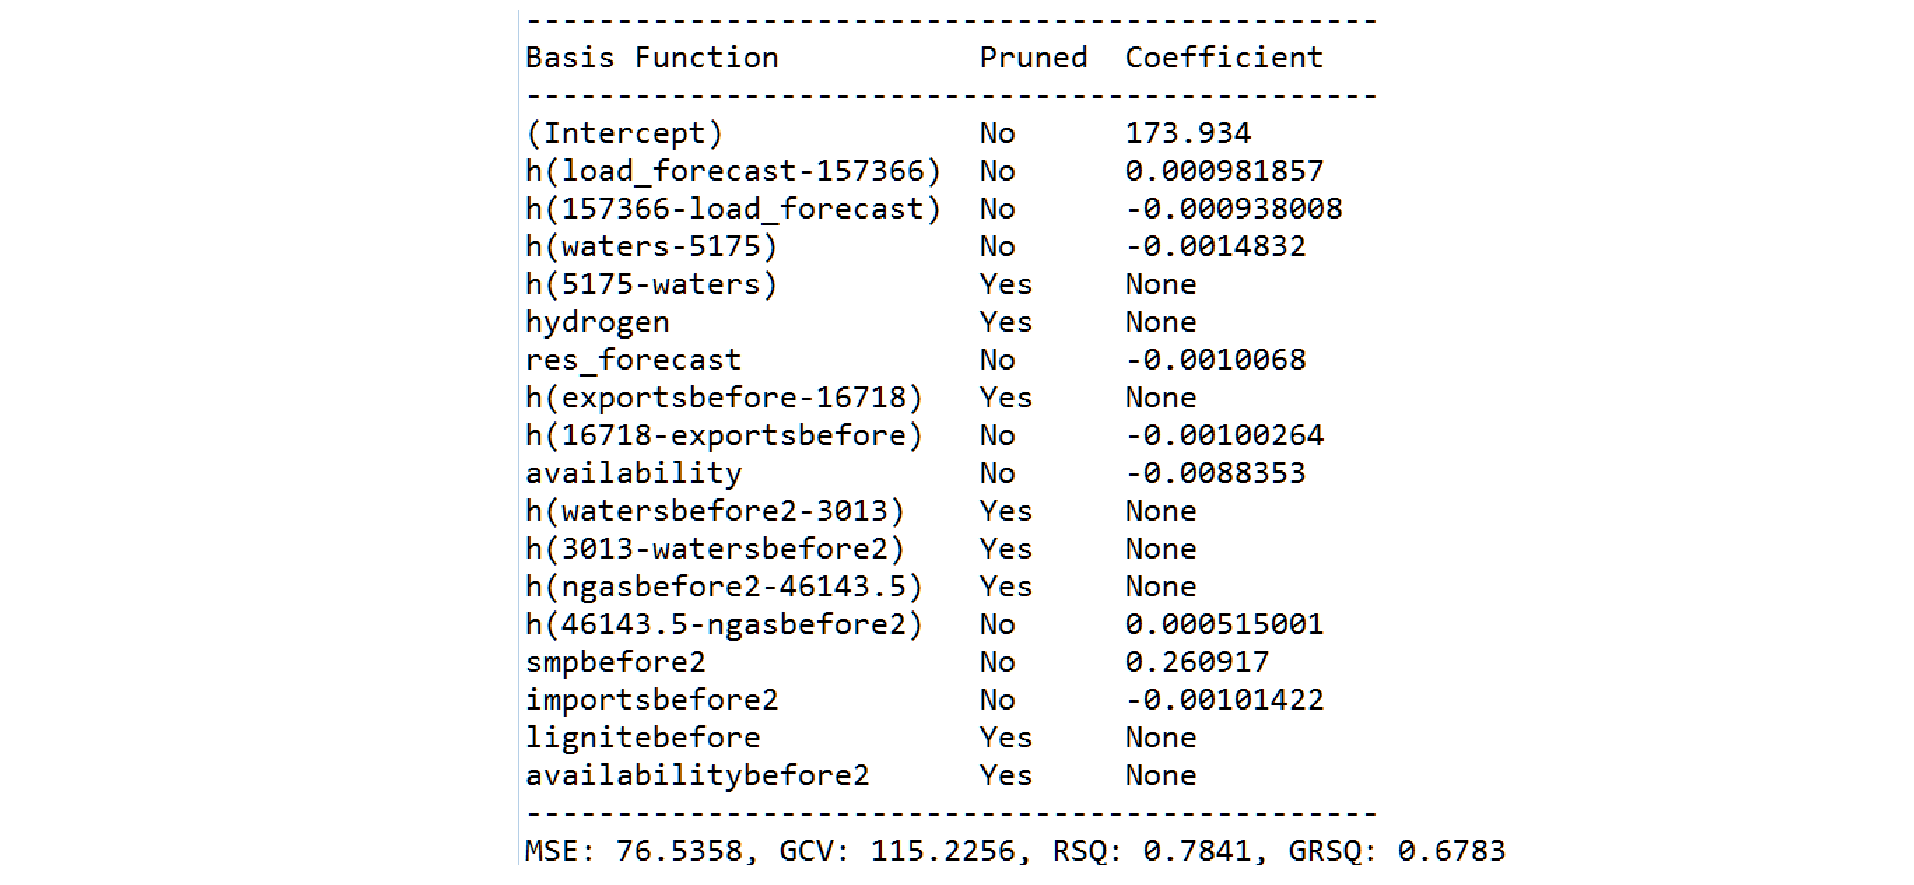 -----------------------------------------------
Basis Function Pruned Coefficient
-----------------------------------------------
(Intercept) No 173.934
h(load_forecast-157366) No 0.000981857
h(157366-load_forecast) No -0.000938008
h(waters-5175) No -0.0014832
h(5175-waters) Yes None
hydrogen Yes None
res_forecast No -0.0010068
h(exportsbefore-16718) Yes None
h(16718-exportsbefore) No -0.00100264
availability No -0.0088353
h(watersbefore2-3013) Yes None
h(3013-watersbefore2) Yes None
h(ngasbefore2-46143.5) Yes None
h(46143.5-ngasbefore2) No 0.000515001
smpbefore2 No 0.260917
importsbefore2 No -0.00101422
lignitebefore Yes None
availabilitybefore2 Yes None
-----------------------------------------------
MSE: 76.5358, GCV: 115.2256, RSQ: 0.7841, GRSQ: 0.6783